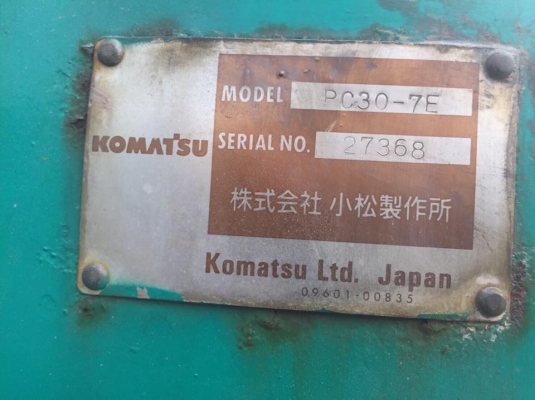 MODEL PC30-7E
KOMATSU
SERIAL NO. 27368
株式会社 小松製作所
Komatsu Ltd. Japan
09601-00835